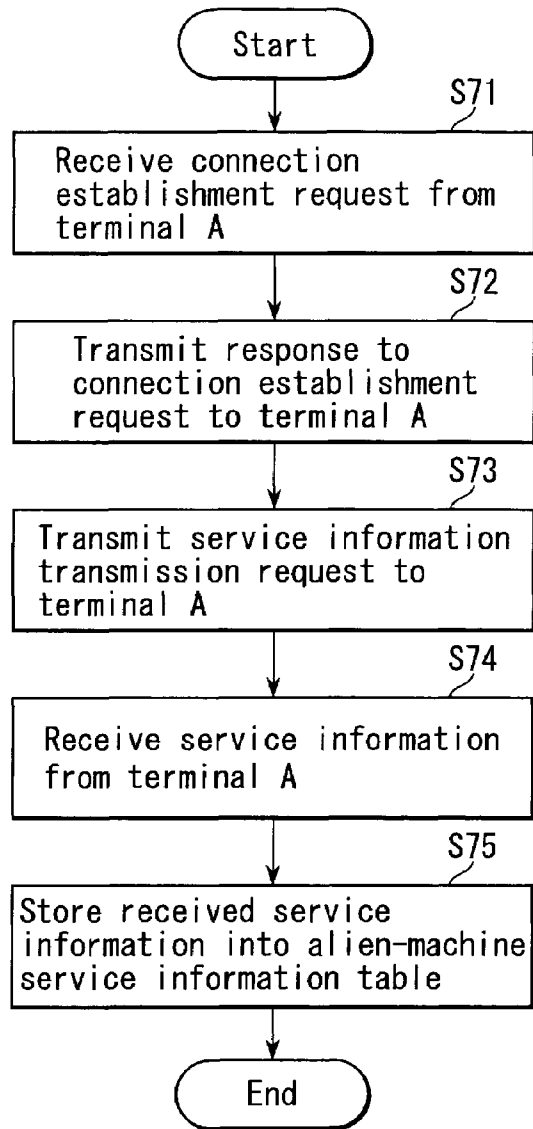 Start
S71
Receive connection
establishment request from
terminal A
S72
Transmit response to
connection establishment
request to terminal A
S73
Transmit service information
transmission request to
terminal A
S74
Receive service information
from terminal A
S75
Store received service
information into alien-machine
service information table
End